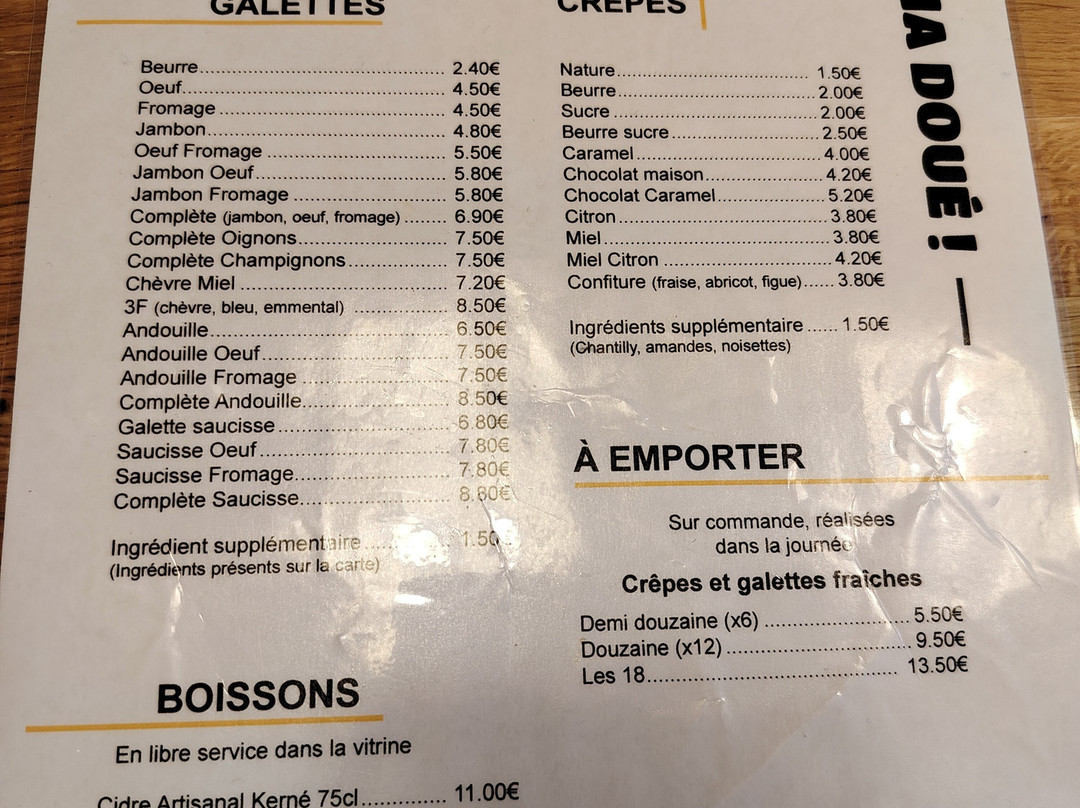 GALETTES
Beurre 2.40€
Oeuf 4.50€
Fromage 4.50€
Jambon 4.80€
Oeuf Fromage 5.50€
Jambon Oeuf 5.80€
Jambon Fromage 5.80€
Complète (jambon, oeuf, fromage) 6.90€
Complète Oignons 7.50€
Complète Champignons 7.50€
Chèvre Miel 7.20€
3F (chèvre, bleu, emmental) 8.50€
Andouille 6.50€
Andouille Oeuf 7.50€
Andouille Fromage 7.50€
Complète Andouille 8.50€
Galette saucisse 6.80€
Saucisse Oeuf 7.80€
Saucisse Fromage 7.80€
Complète Saucisse 8.80€
Ingrédient supplémentaire 1.50
(Ingrédients présents sur la carte)
BOISSONS
En libre service dans la vitrine
Cidre Artisanal Kerné 75cl 11.00€
CRÊPES
Nature 1.50€
Beurre 2.00€
Sucre 2.00€
Beurre sucre 2.50€
Caramel 4.00€
Chocolat maison 4.20€
Chocolat Caramel 5.20€
Citron 3.80€
Miel 3.80€
Miel Citron 4.20€
Confiture (fraise, abricot, figue) 3.80€
Ingrédients supplémentaire 1.50€
(Chantilly, amandes, noisettes)
À EMPORTER
Sur commande, réalisées
dans la journée
Crêpes et galettes fraîches
Demi douzaine (x6) 5.50€
Douzaine (x12) 9.50€
Les 18 13.50€
MA DOUÉ !